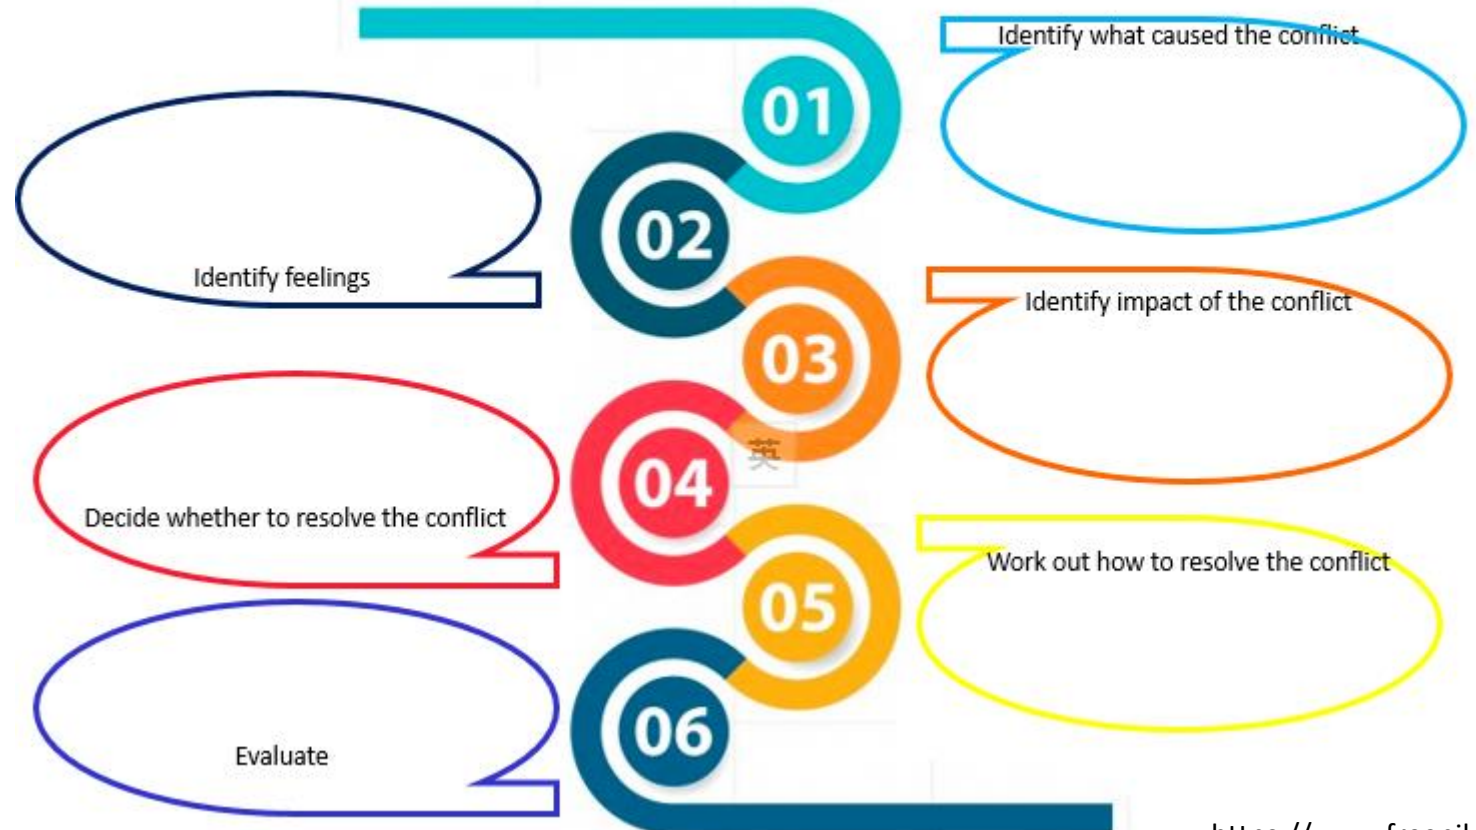 01
Identify what caused the conflict
02
Identify feelings
03
Identify impact of the conflict
英
04
Decide whether to resolve the conflict
05
Work out how to resolve the conflict
06
Evaluate